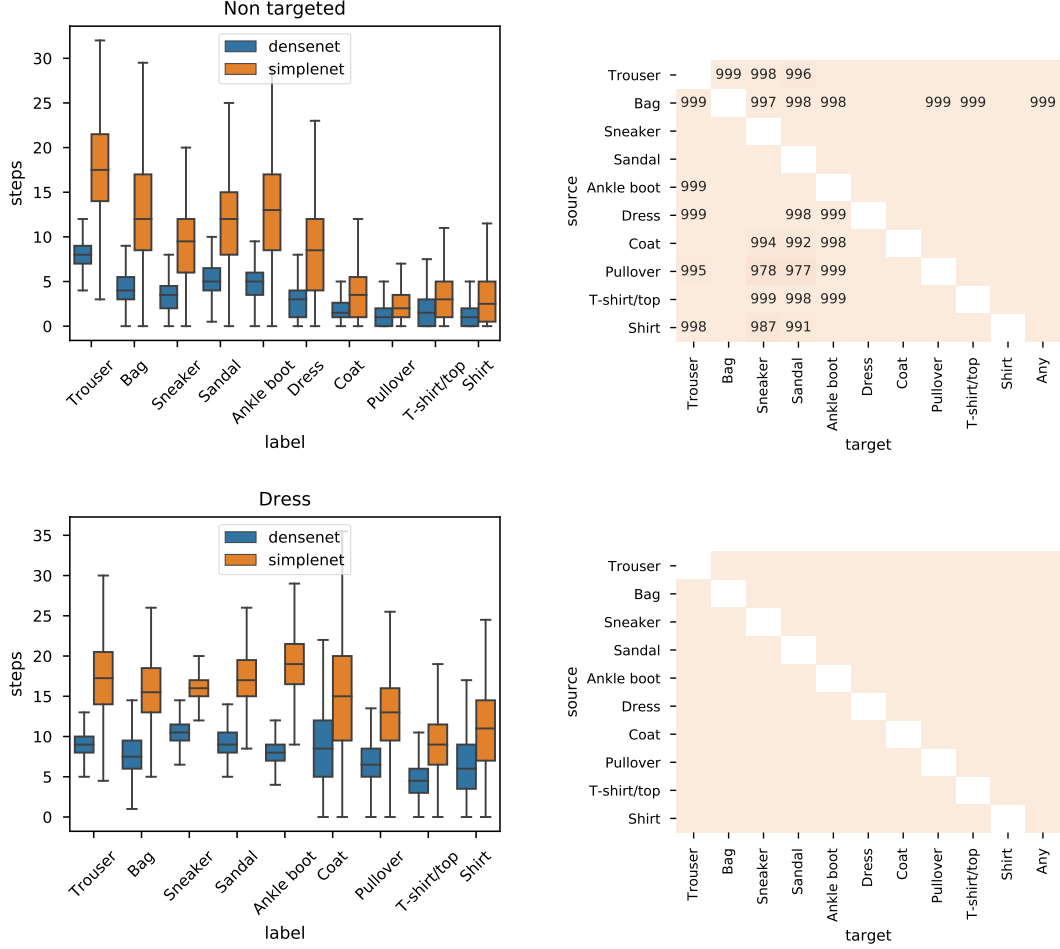 Non targeted
densenet
simplenet
steps
30
25
20
15
10
5
0
Trouser
Bag
Sneaker
Sandal
Ankle boot
Dress
Coat
Pullover
T-shirt/top
Shirt
label
source
Trouser 999 998 996
Bag 999 997 998 998 999 999 999
Sneaker
Sandal
Ankle boot 999
Dress 999 998 999
Coat 994 992 998
Pullover 995 978 977 999
T-shirt/top 999 998 999
Shirt 998 987 991
Trouser
Bag
Sneaker
Sandal
Ankle boot
Dress
Coat
Pullover
T-shirt/top
Shirt
Any
target
Dress
densenet
simplenet
steps
35
30
25
20
15
10
5
0
Trouser
Bag
Sneaker
Sandal
Ankle boot
Coat
Pullover
T-shirt/top
Shirt
label
source
Trouser
Bag
Sneaker
Sandal
Ankle boot
Dress
Coat
Pullover
T-shirt/top
Shirt
Trouser
Bag
Sneaker
Sandal
Ankle boot
Dress
Coat
Pullover
T-shirt/top
Shirt
Any
target